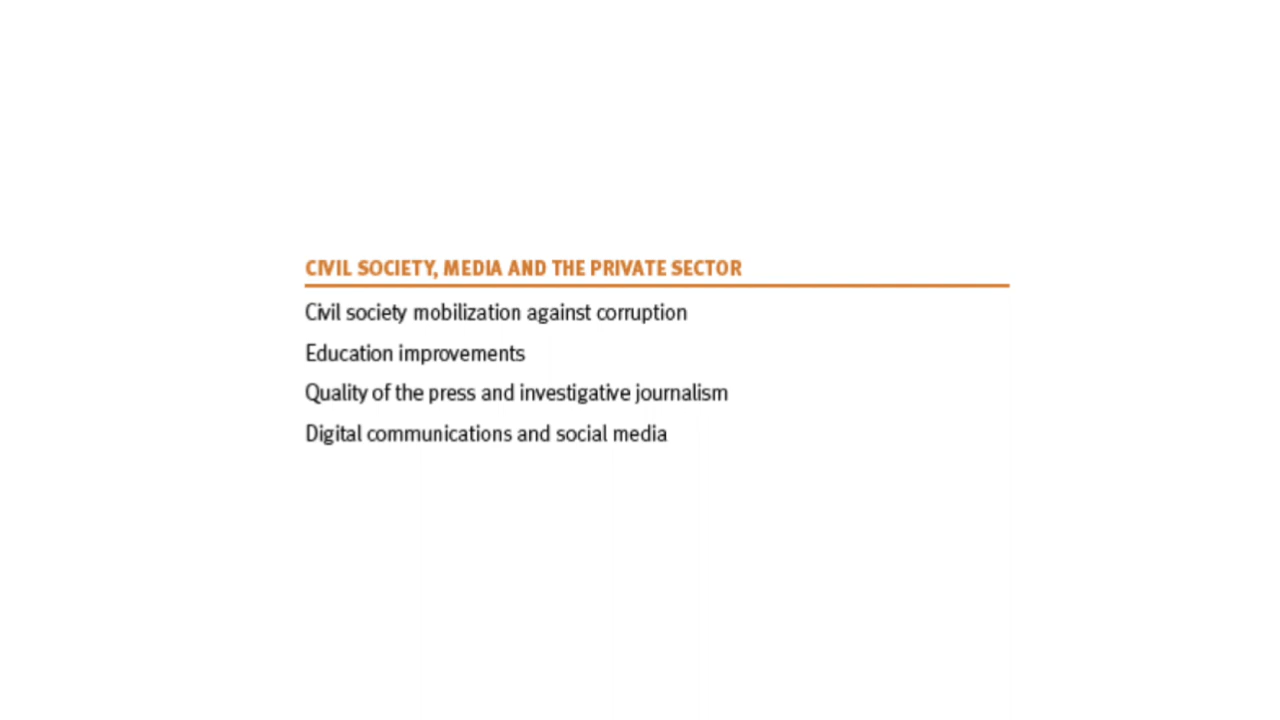 CIVIL SOCIETY, MEDIA AND THE PRIVATE SECTOR
Civil society mobilization against corruption
Education improvements
Quality of the press and investigative journalism
Digital communications and social media